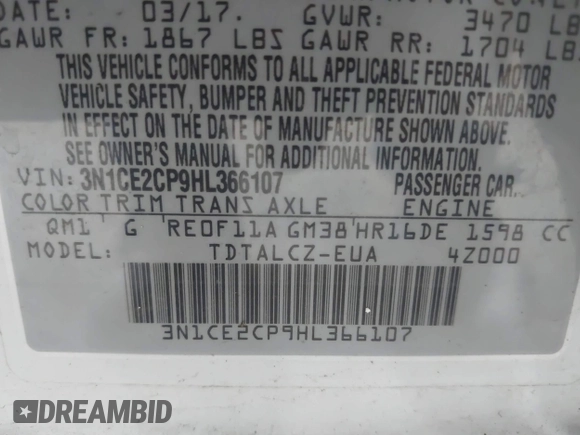 DATE: 03/17. GVWR: 3470 LB
GAWR FR: 1867 LBS GAWR RR: 1704 LBS
THIS VEHICLE CONFORMS TO ALL APPLICABLE FEDERAL MOTOR
VEHICLE SAFETY, BUMPER AND THEFT PREVENTION STANDARDS
IN EFFECT ON THE DATE OF MANUFACTURE SHOWN ABOVE.
SEE OWNER'S MANUAL FOR ADDITIONAL INFORMATION
VIN: 3N1CE2CP9HL366107 PASSENGER CAR.
COLOR TRIM TRANS AXLE ENGINE
QM1 G RE0F11A GM38 HR16DE 1598 CC
MODEL: TDTALCZ-EUA 4Z000
3N1CE2CP9HL366107
DREAMBID